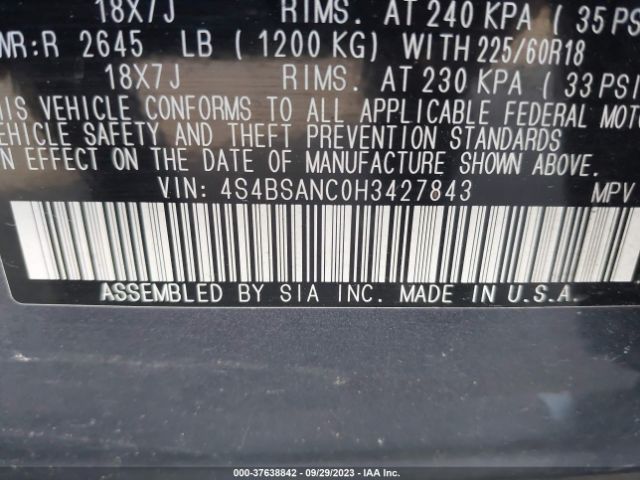 18X7J RIMS. AT 240 KPA ( 35 PS
WR:R 2645 LB ( 1200 KG) WITH 225/60R18
18X7J RIMS. AT 230 KPA ( 33 PSI
HIS VEHICLE CONFORMS TO ALL APPLICABLE FEDERAL MOTO
EHICLE SAFETY AND THEFT PREVENTION STANDARDS
N EFFECT ON THE DATE OF MANUFACTURE SHOWN ABOVE.
VIN: 4S4BSANC0H3427843 MPV
ASSEMBLED BY SIA INC. MADE IN U.S.A.
000-37638842 / 09/29/2023 / IAA Inc.